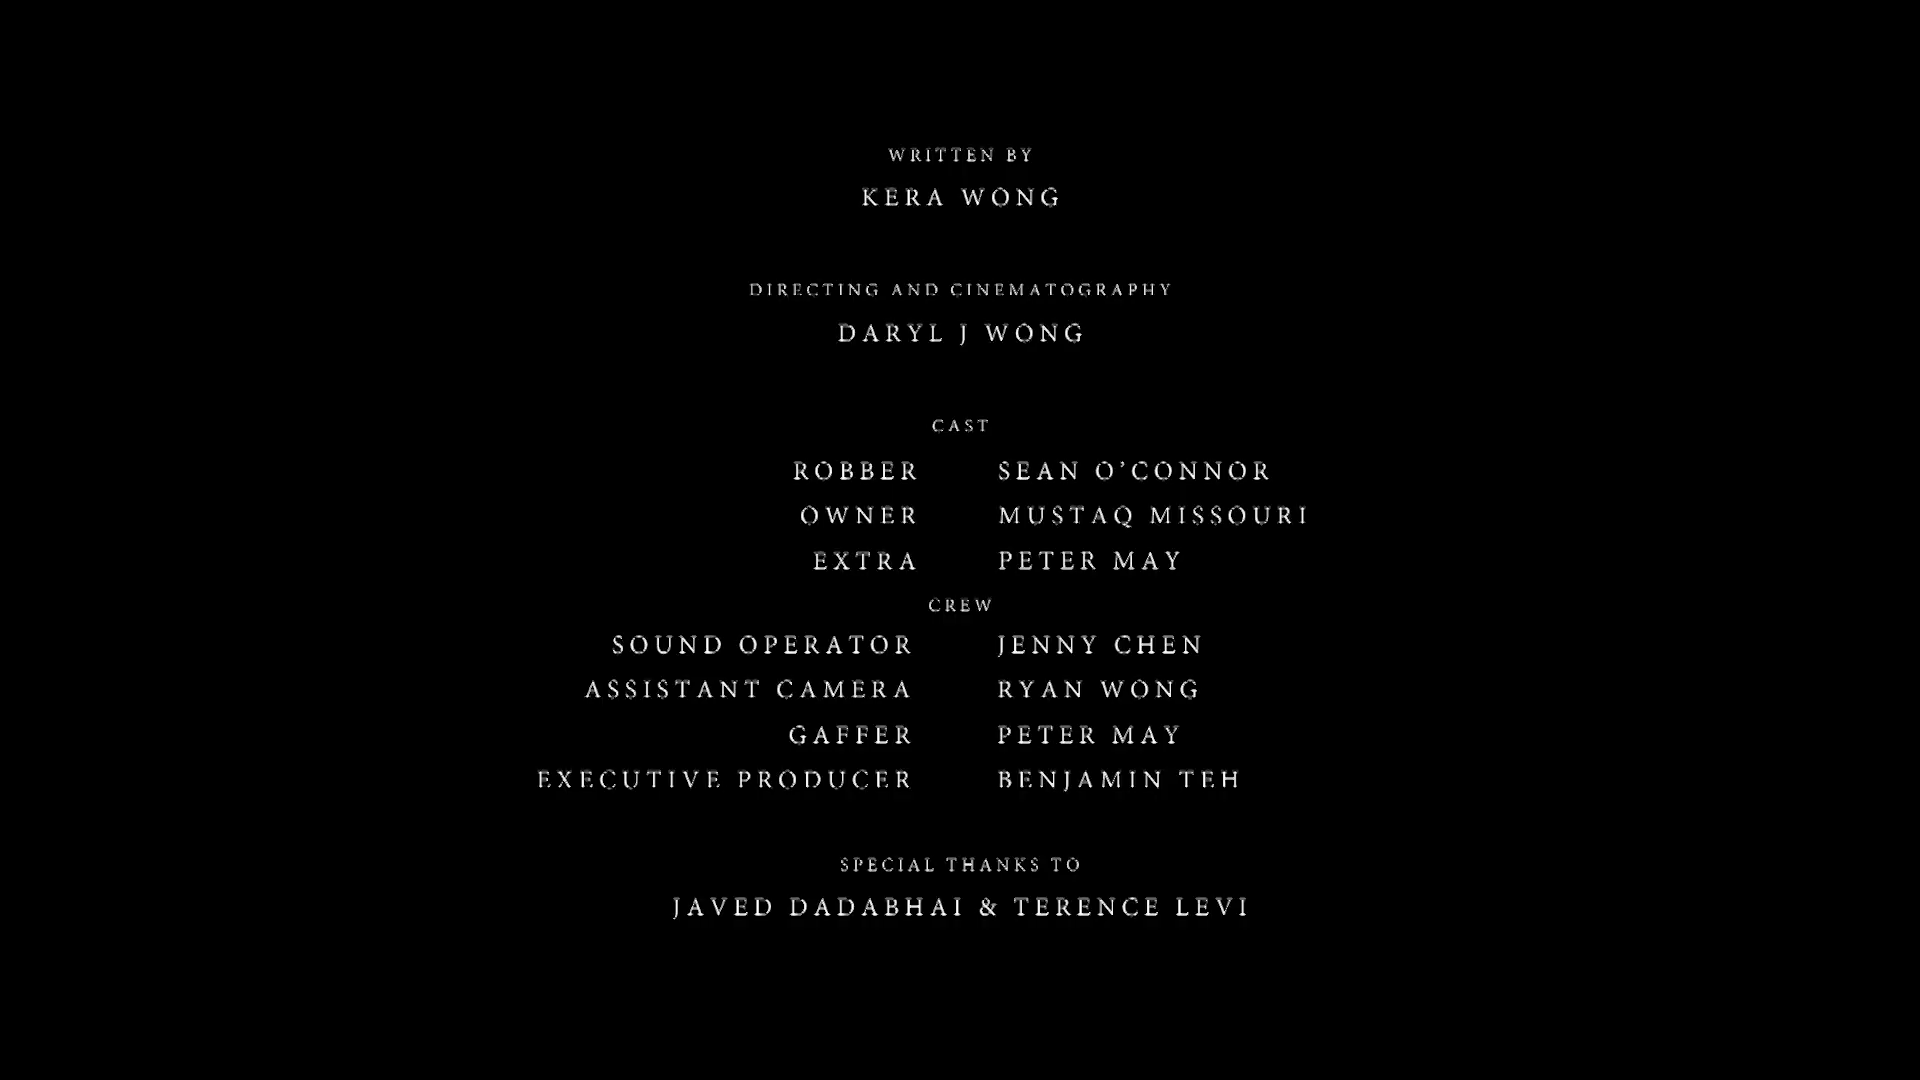 WRITTEN BY
KERA WONG
DIRECTING AND CINEMATOGRAPHY
DARYL J WONG
CAST
ROBBER SEAN O’CONNOR
OWNER MUSTAQ MISSOURI
EXTRA PETER MAY
CREW
SOUND OPERATOR JENNY CHEN
ASSISTANT CAMERA RYAN WONG
GAFFER PETER MAY
EXECUTIVE PRODUCER BENJAMIN TEH
SPECIAL THANKS TO
JAVED DADABHAI & TERENCE LEVI